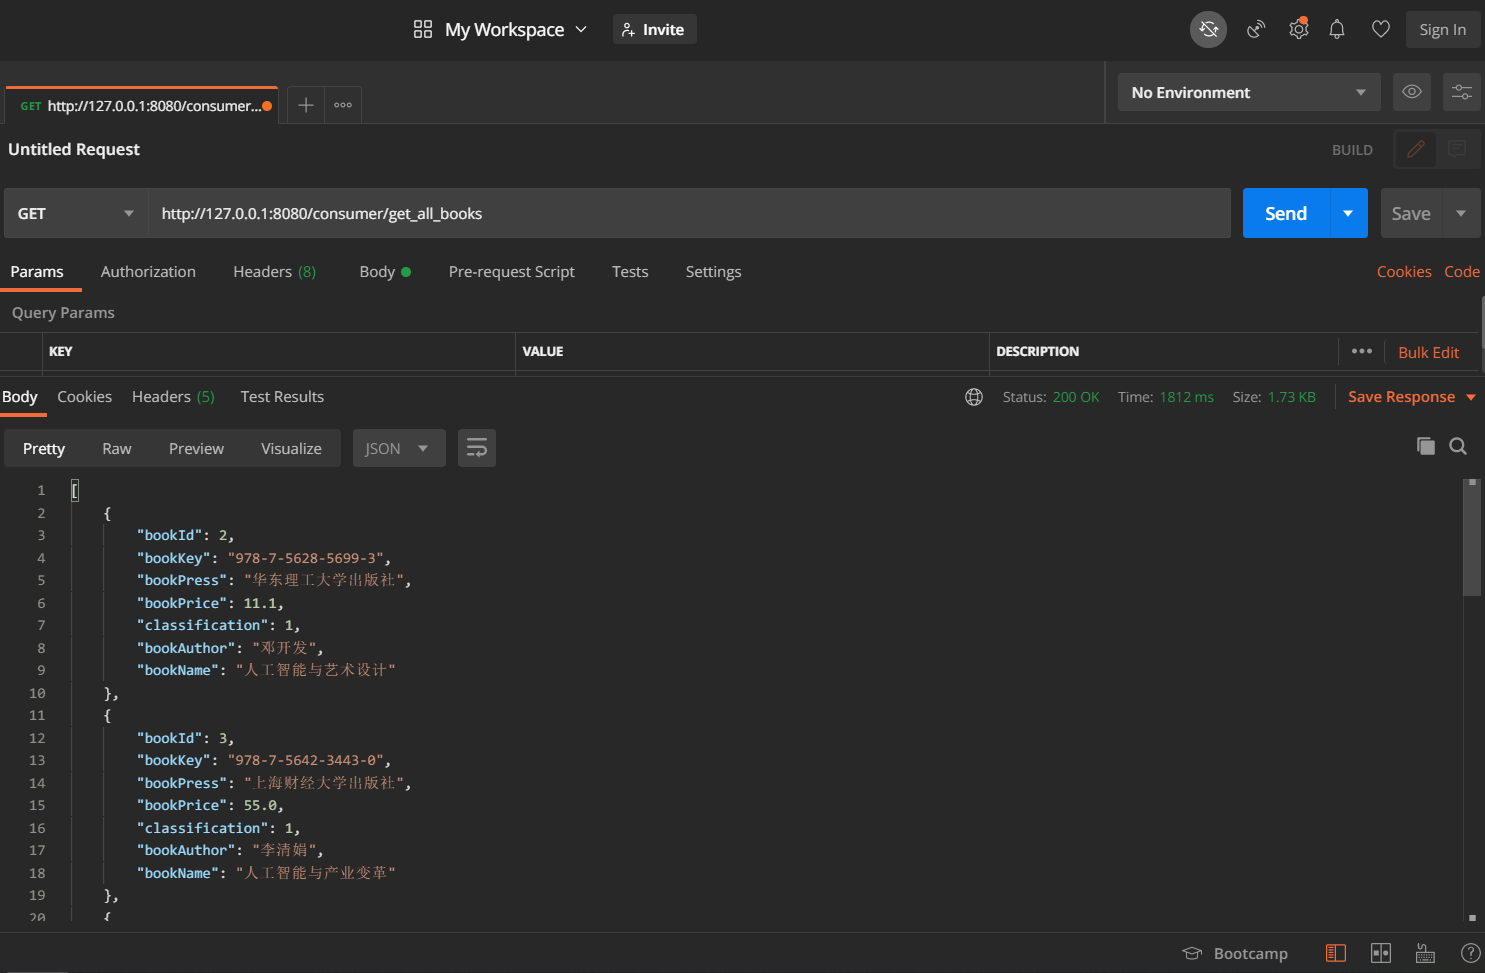 My Workspace Invite Sign In
GET http://127.0.0.1:8080/consumer... No Environment
Untitled Request BUILD
GET http://127.0.0.1:8080/consumer/get_all_books Send Save
Params Authorization Headers (8) Body Pre-request Script Tests Settings Cookies Code
Query Params
KEY VALUE DESCRIPTION ••• Bulk Edit
Body Cookies Headers (5) Test Results Status: 200 OK Time: 1812 ms Size: 1.73 KB Save Response
Pretty Raw Preview Visualize JSON
1 [
2 {
3 "bookId": 2,
4 "bookKey": "978-7-5628-5699-3",
5 "bookPress": "华东理工大学出版社",
6 "bookPrice": 11.1,
7 "classification": 1,
8 "bookAuthor": "邓开发",
9 "bookName": "人工智能与艺术设计"
10 },
11 {
12 "bookId": 3,
13 "bookKey": "978-7-5642-3443-0",
14 "bookPress": "上海财经大学出版社",
15 "bookPrice": 55.0,
16 "classification": 1,
17 "bookAuthor": "李清娟",
18 "bookName": "人工智能与产业变革"
19 },
20 {
Bootcamp